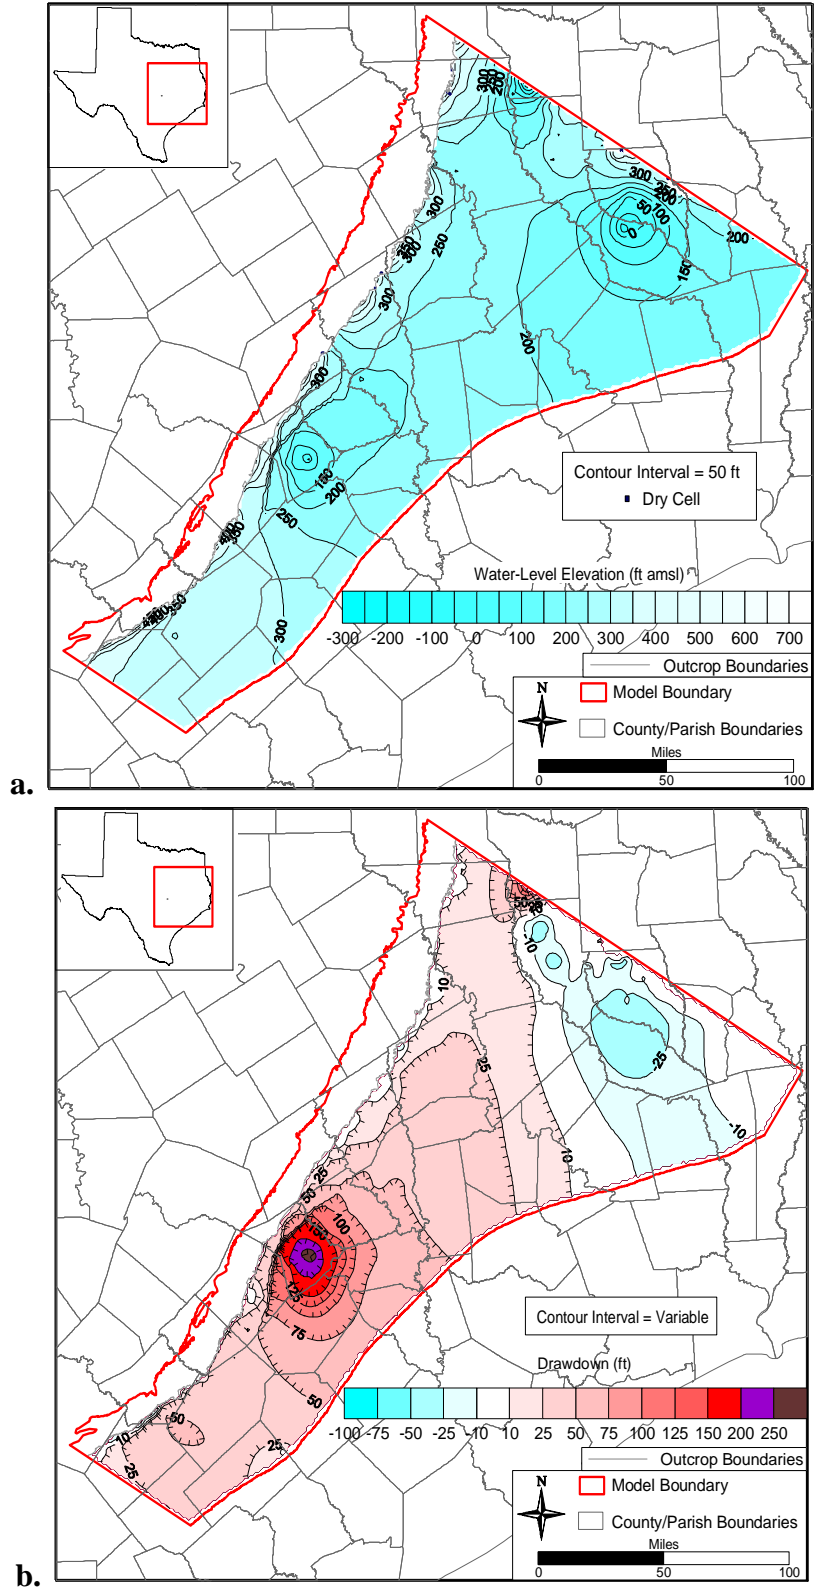 300
300
200
300
250
200
50
100
0
200
150
300
350
300
250
300
200
300
150
200
250
350
350
300
Contour Interval = 50 ft
Dry Cell
Water-Level Elevation (ft amsl)
-300 -200 -100 0 100 200 300 400 500 600 700
Outcrop Boundaries
N
Model Boundary
County/Parish Boundaries
Miles
0 50 100
a.
50
-10
10
25
-25
-10
10
25
50
100
150
125
75
50
50
10
25
25
Contour Interval = Variable
Drawdown (ft)
-100 -75 -50 -25 -10 10 25 50 75 100 125 150 200 250
Outcrop Boundaries
N
Model Boundary
County/Parish Boundaries
Miles
0 50 100
b.